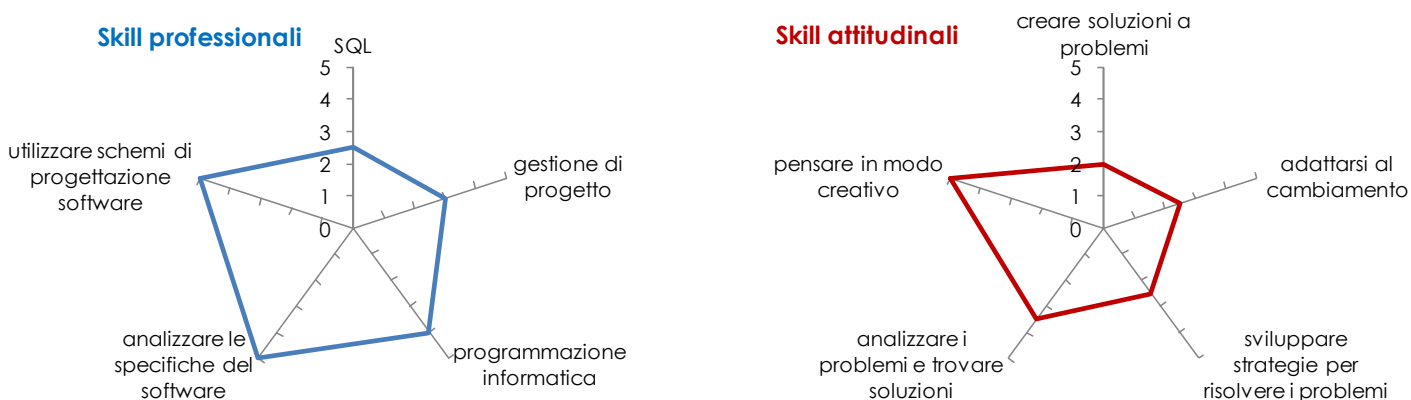 Skill professionali
SQL
5
4
3
2
1
0
gestione di
progetto
programmazione
informatica
analizzare le
specifiche del
software
utilizzare schemi di
progettazione
software
Skill attitudinali
creare soluzioni a
problemi
5
4
3
2
1
0
adattarsi al
cambiamento
sviluppare
strategie per
risolvere i problemi
analizzare i
problemi e trovare
soluzioni
pensare in modo
creativo